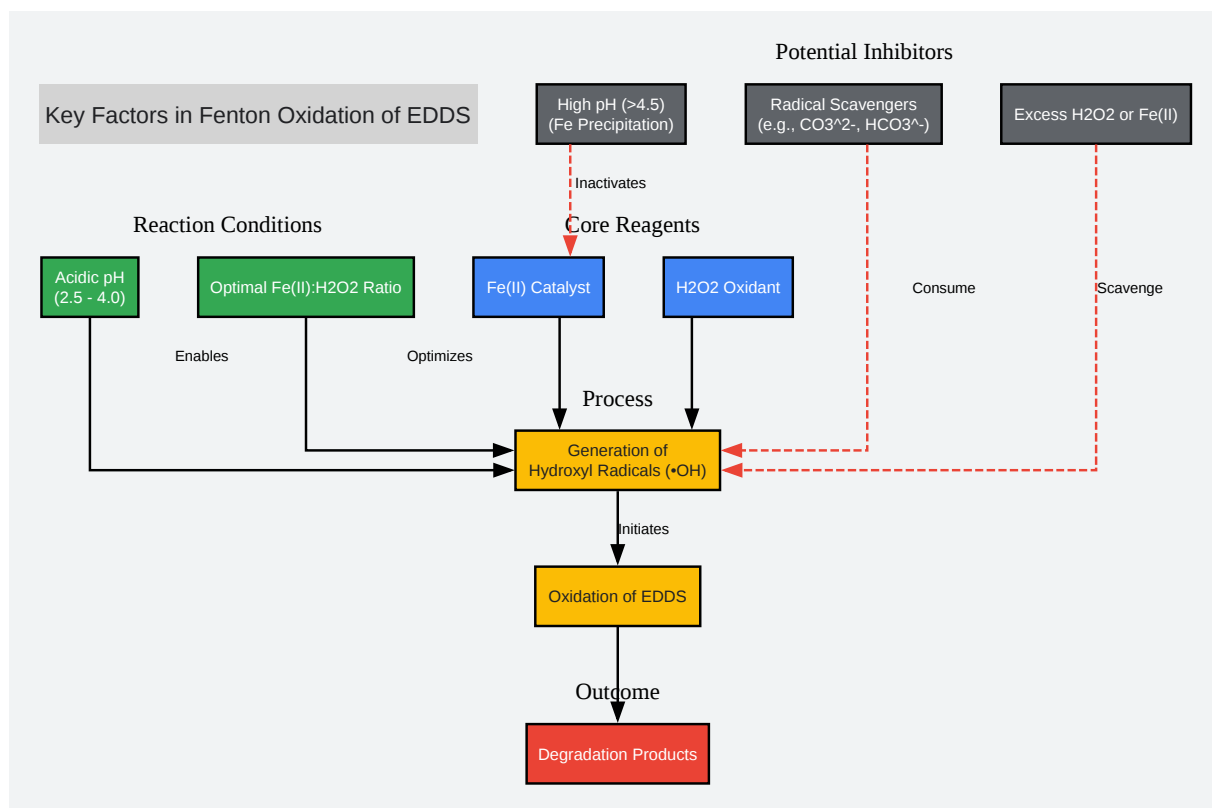 Potential Inhibitors
Key Factors in Fenton Oxidation of EDDS
High pH (>4.5)
(Fe Precipitation)
Radical Scavengers
(e.g., CO3^2-, HCO3^-)
Excess H2O2 or Fe(II)
Inactivates
Reaction Conditions
Core Reagents
Acidic pH
(2.5 - 4.0)
Optimal Fe(II):H2O2 Ratio
Fe(II) Catalyst
H2O2 Oxidant
Consume
Scavenge
Enables
Optimizes
Process
Generation of
Hydroxyl Radicals (•OH)
Initiates
Oxidation of EDDS
Outcome
Degradation Products